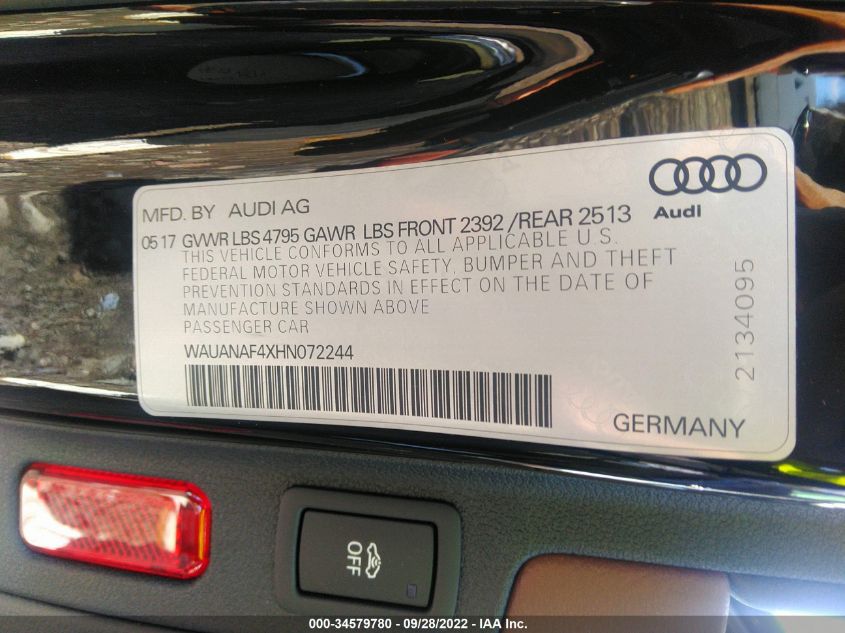 MFD. BY AUDI AG
Audi
05 17 GVWR LBS 4795 GAWR LBS FRONT 2392 /REAR 2513
THIS VEHICLE CONFORMS TO ALL APPLICABLE U.S.
FEDERAL MOTOR VEHICLE SAFETY, BUMPER AND THEFT
PREVENTION STANDARDS IN EFFECT ON THE DATE OF
MANUFACTURE SHOWN ABOVE
PASSENGER CAR
WAUANAF4XHN072244
2134095
GERMANY
OFF
000-34579780 - 09/28/2022 - IAA Inc.